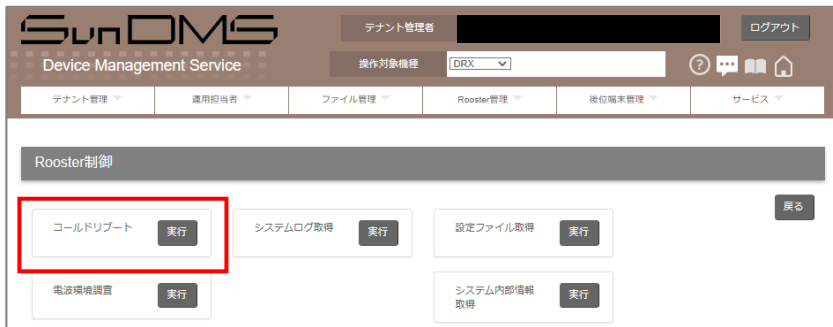 SunDMS
テナント管理者
ログアウト
Device Management Service
操作対象機種
DRX
?
テナント管理
運用担当者
ファイル管理
Rooster管理
後位端末管理
サービス
Rooster制御
戻る
コールドリブート
実行
システムログ取得
実行
設定ファイル取得
実行
電波環境調査
実行
システム内部情報
取得
実行